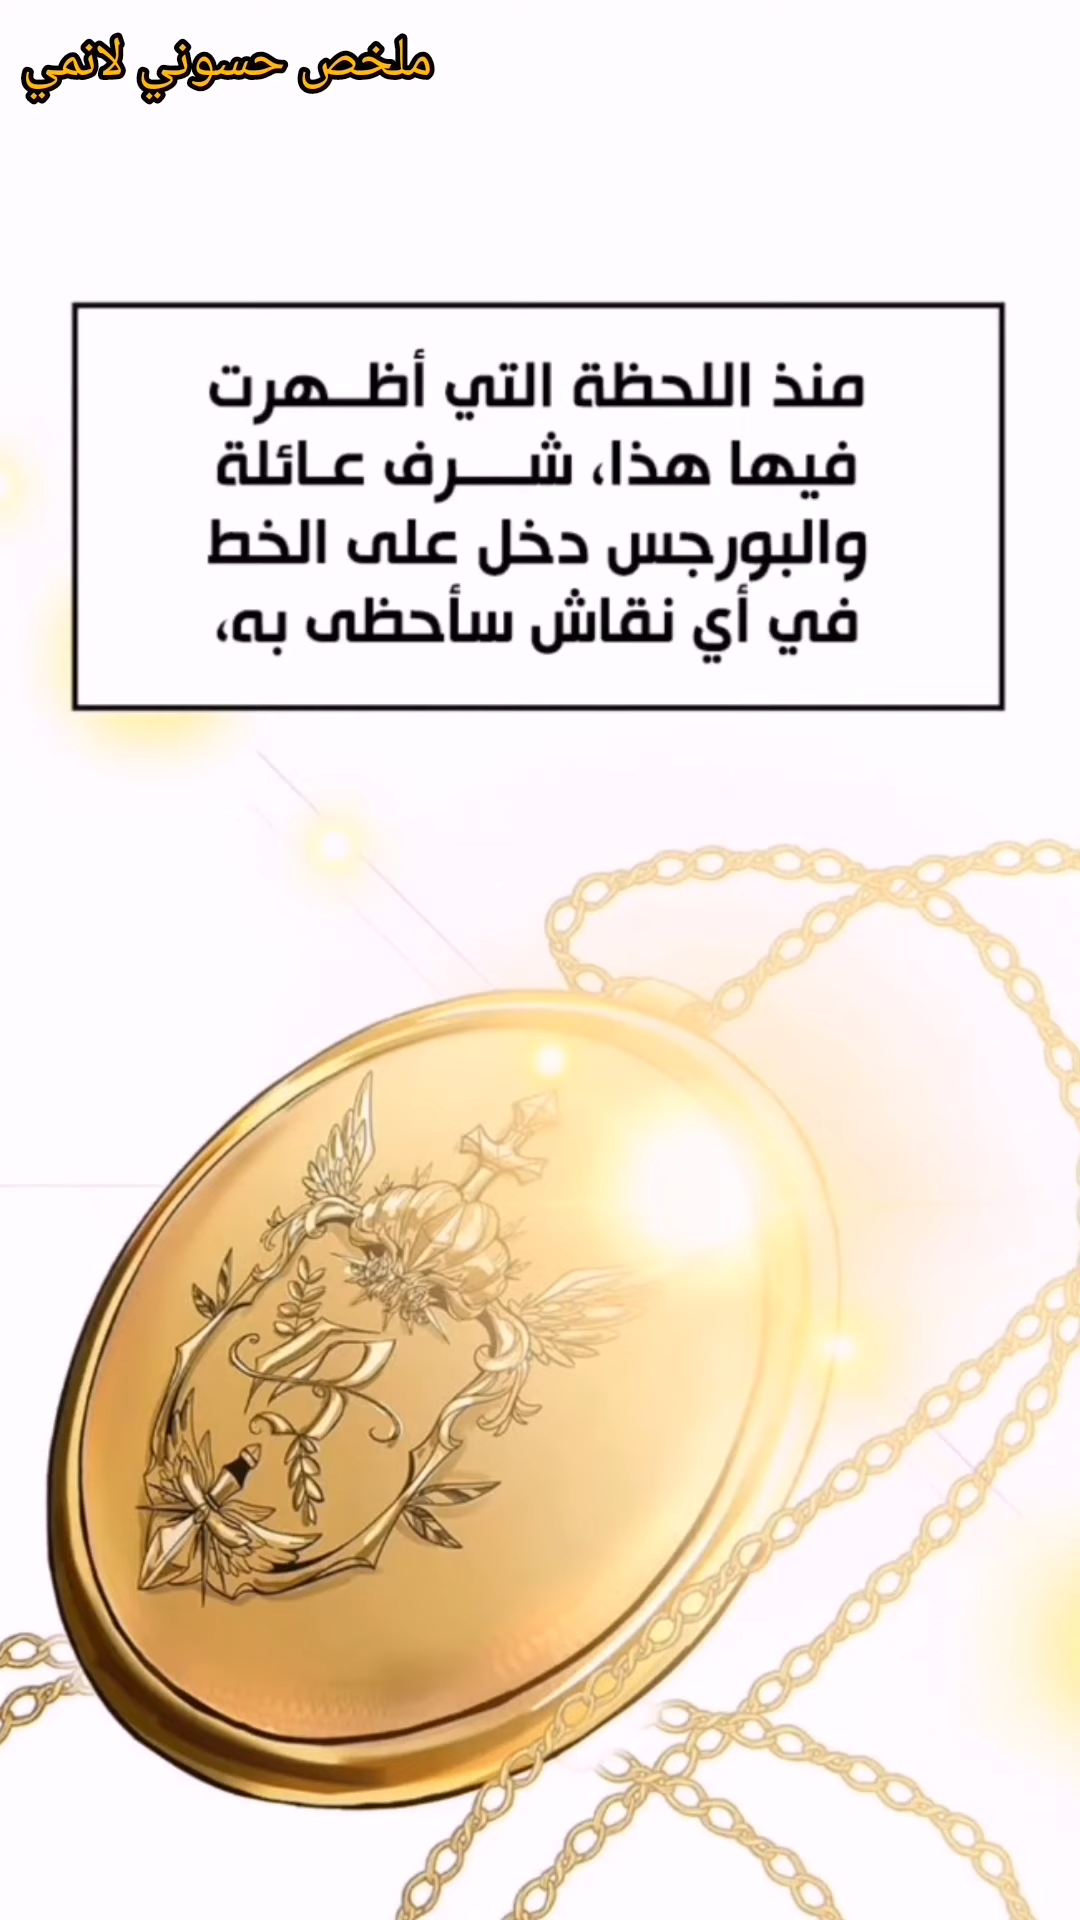 ملخص حسوني لانمي
منذ اللحظة التي أظـهرت
فيها هذا، شـــرف عـائلة
والبورجس دخل على الخط
في أي نقاش سأحظى به،